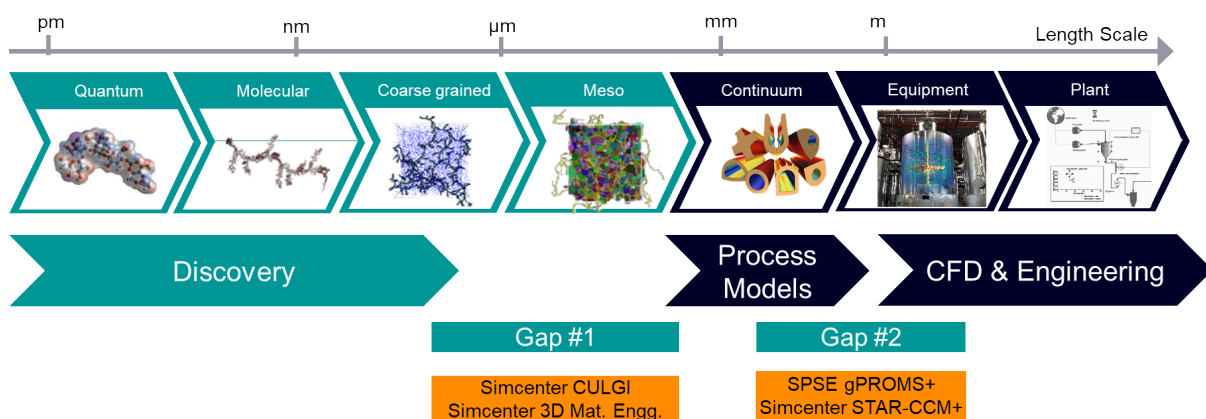 pm
nm
µm
mm
m
Length Scale
Quantum
Molecular
Coarse grained
Meso
Continuum
Equipment
Plant
Discovery
Process
Models
CFD & Engineering
Gap #1
Gap #2
Simcenter CULGI
Simcenter 3D Mat. Engg.
SPSE gPROMS+
Simcenter STAR-CCM+